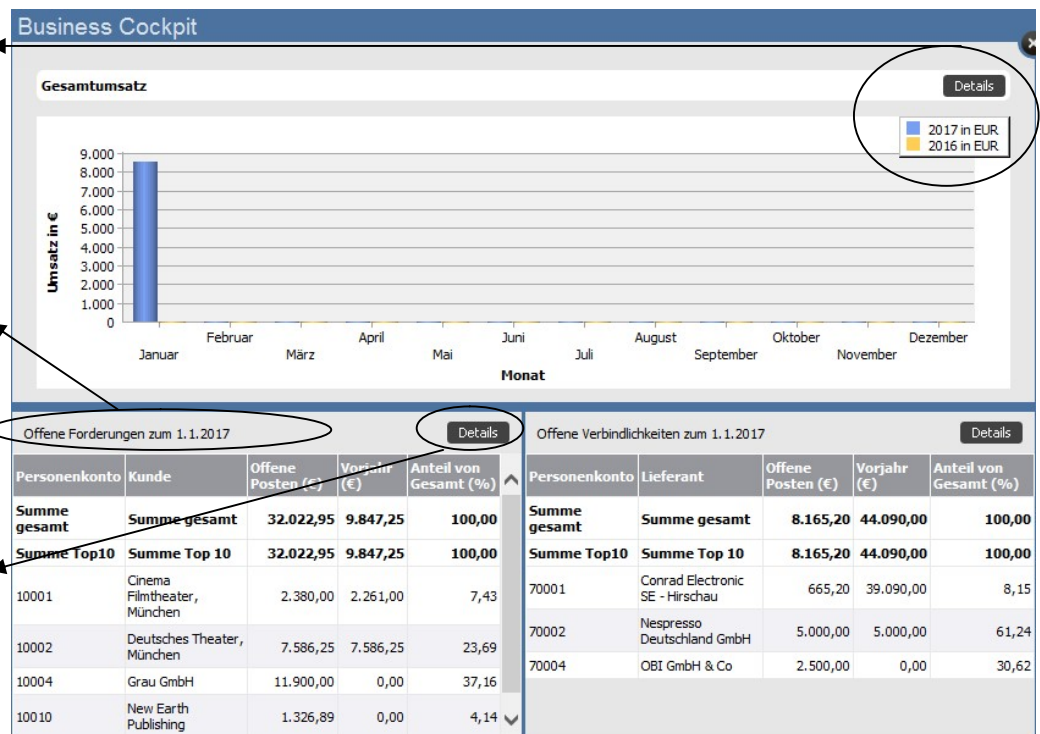 Business Cockpit
Gesamtumsatz
Details
2017 in EUR
2016 in EUR
Umsatz in €
9.000
8.000
7.000
6.000
5.000
4.000
3.000
2.000
1.000
0
Februar April Juni August Oktober Dezember
Januar März Mai Juli September November
Monat
Offene Forderungen zum 1.1.2017 Details
Personenkonto Kunde Offene Posten (€) Vorjahr (€) Anteil von Gesamt (%)
Summe gesamt Summe gesamt 32.022,95 9.847,25 100,00
Summe Top10 Summe Top 10 32.022,95 9.847,25 100,00
10001 Cinema Filmtheater, München 2.380,00 2.261,00 7,43
10002 Deutsches Theater, München 7.586,25 7.586,25 23,69
10004 Grau GmbH 11.900,00 0,00 37,16
10010 New Earth Publishing 1.326,89 0,00 4,14
Offene Verbindlichkeiten zum 1.1.2017 Details
Personenkonto Lieferant Offene Posten (€) Vorjahr (€) Anteil von Gesamt (%)
Summe gesamt Summe gesamt 8.165,20 44.090,00 100,00
Summe Top10 Summe Top 10 8.165,20 44.090,00 100,00
70001 Conrad Electronic SE - Hirschau 665,20 39.090,00 8,15
70002 Nespresso Deutschland GmbH 5.000,00 5.000,00 61,24
70004 OBI GmbH & Co 2.500,00 0,00 30,62